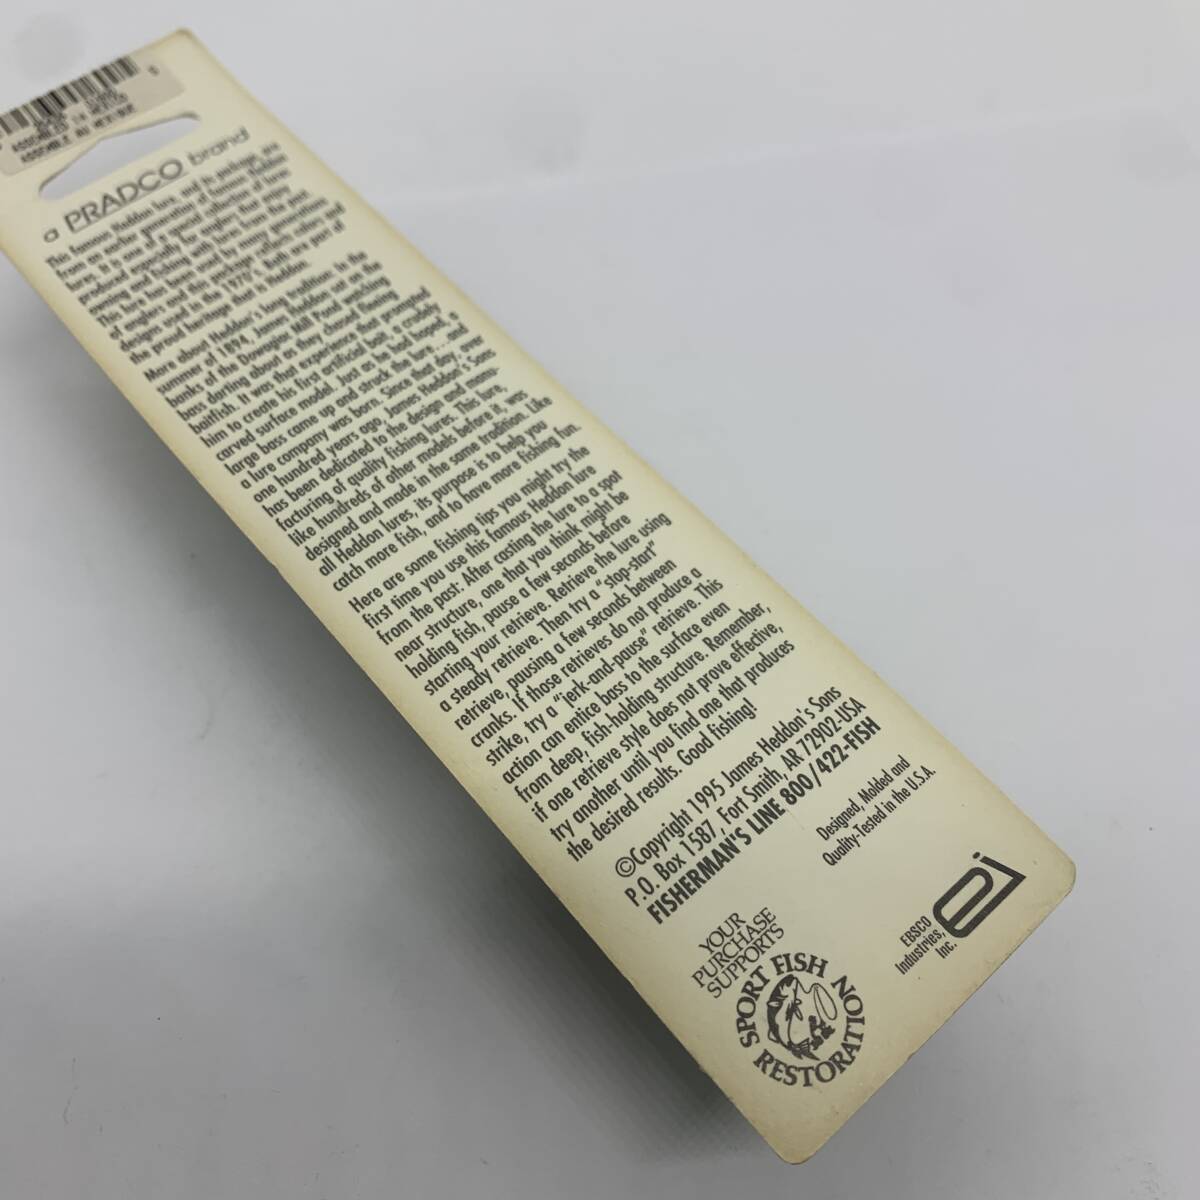 ASSEMBLED IN MEXICO
ASSEMBLE AU MEXIQUE
a PRADCO brand
This famous Heddon lure, and its package, are
from an earlier generation of famous Heddon
lures. It is one of a special collection of lures
produced especially for anglers that enjoy
owning and fishing with lures from the past.
This lure has been used by many generations
of anglers and this package reflects colors and
designs used in the 1970's. Both are part of
the proud heritage that is Heddon.
More about Heddon's long tradition: In the
summer of 1894, James Heddon sat on the
banks of the Dowagiac Mill Pond watching
bass darting about as they chased fleeing
baitfish. It was that experience that prompted
him to create his first artificial bait, a crudely
carved surface model. Just as he had hoped, a
large bass came up and struck the lure...and
a lure company was born. Since that day, over
one hundred years ago, James Heddon's Sons
has been dedicated to the design and manu-
facturing of quality fishing lures. This lure,
like hundreds of other models before it, was
designed and made in the same tradition. Like
all Heddon lures, its purpose is to help you
catch more fish, and to have more fishing fun.
Here are some fishing tips you might try the
first time you use this famous Heddon lure
from the past: After casting the lure to a spot
near structure, one that you think might be
holding fish, pause a few seconds before
starting your retrieve. Retrieve the lure using
a steady retrieve. Then try a "stop-start"
retrieve, pausing a few seconds between
cranks. If those retrieves do not produce a
strike, try a "jerk-and-pause" retrieve. This
action can entice bass to the surface even
from deep, fish-holding structure. Remember,
if one retrieve style does not prove effective,
try another until you find one that produces
the desired results. Good fishing!
©Copyright 1995 James Heddon's Sons
P.O. Box 1587, Fort Smith, AR 72902-USA
FISHERMAN'S LINE 800/422-FISH
Designed, Molded and
Quality-Tested in the U.S.A.
YOUR
PURCHASE
SUPPORTS
SPORT FISH
RESTORATION
EBSCO
Industries,
Inc.
ei